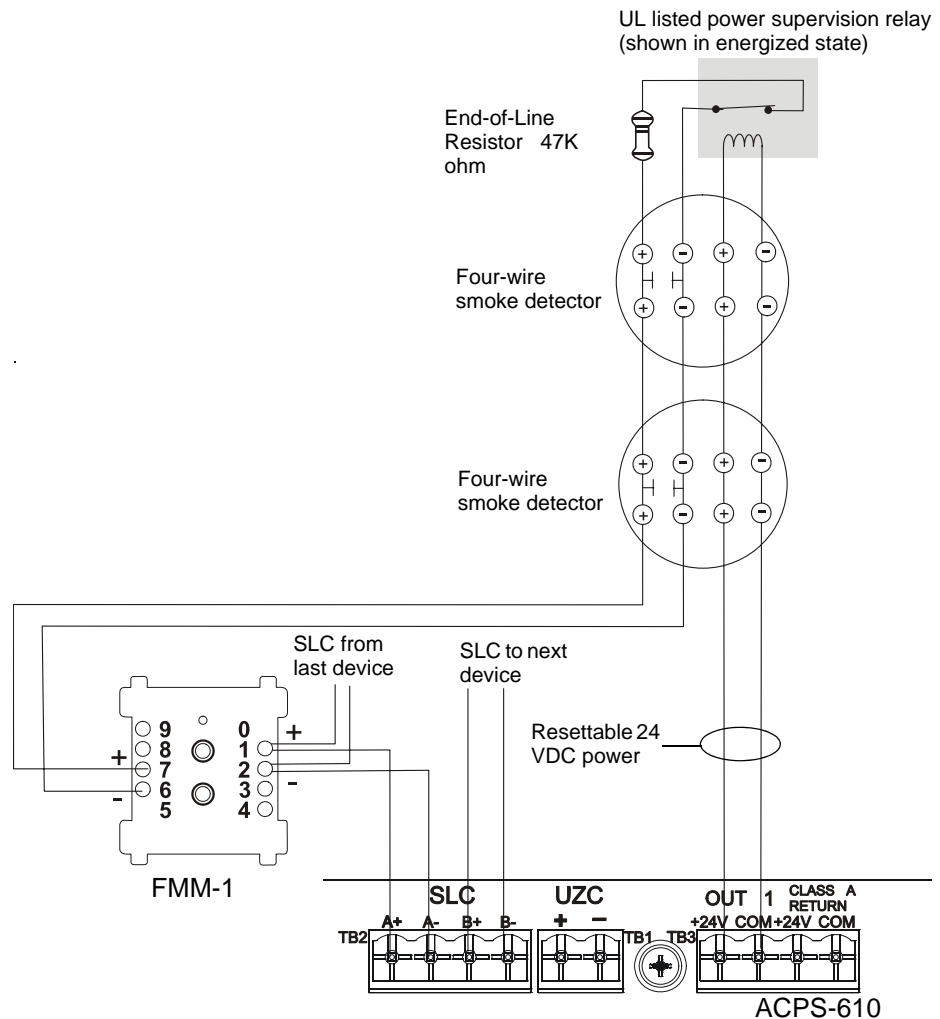 UL listed power supervision relay
(shown in energized state)
End-of-Line
Resistor 47K
ohm
+ - + -
Four-wire
smoke detector
+ - + -
+ - + -
Four-wire
smoke detector
+ - + -
SLC from
last device
SLC to next
device
Resettable 24
VDC power
9 0 +
8 1
+ 7 2
- 6 3 -
5 4
FMM-1
SLC
A+ A- B+ B-
TB2
UZC
+ -
TB1
OUT 1 CLASS A
RETURN
+24V COM +24V COM
TB3
ACPS-610